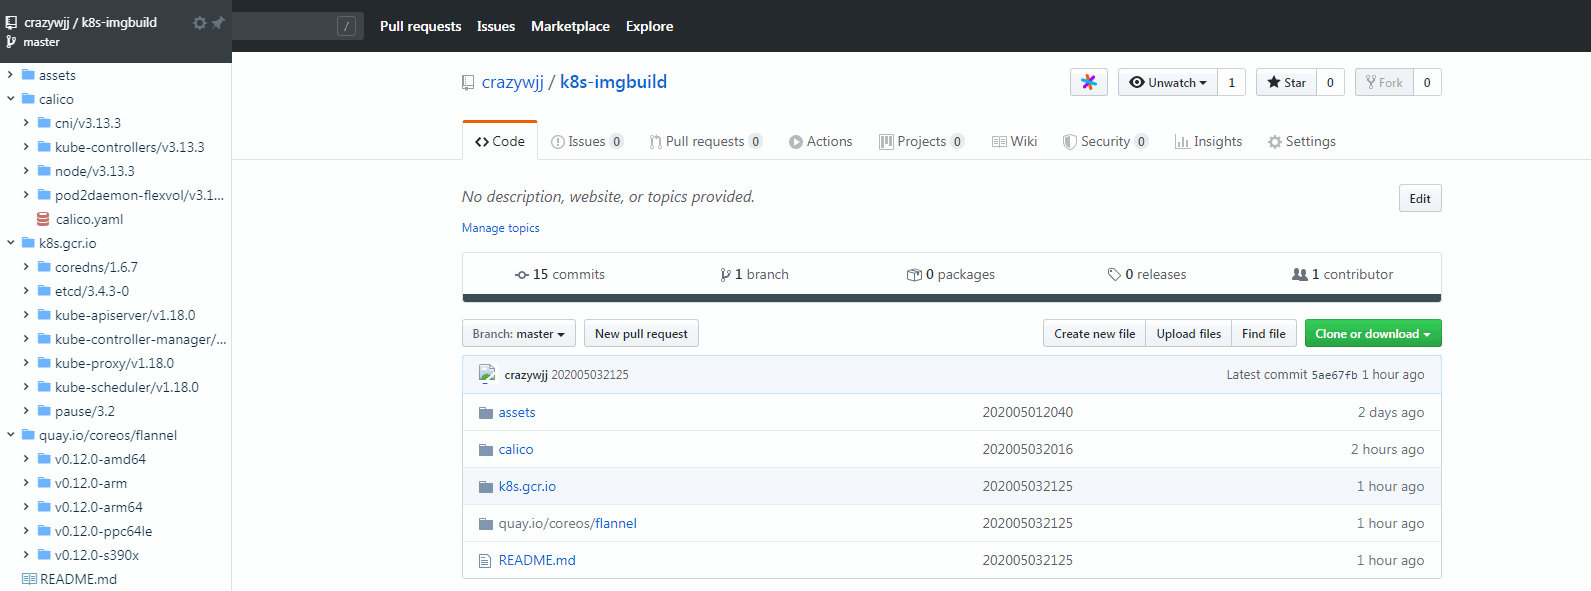 crazywjj / k8s-imgbuild
master
assets
calico
cni/v3.13.3
kube-controllers/v3.13.3
node/v3.13.3
pod2daemon-flexvol/v3.1...
calico.yaml
k8s.gcr.io
coredns/1.6.7
etcd/3.4.3-0
kube-apiserver/v1.18.0
kube-controller-manager/...
kube-proxy/v1.18.0
kube-scheduler/v1.18.0
pause/3.2
quay.io/coreos/flannel
v0.12.0-amd64
v0.12.0-arm
v0.12.0-arm64
v0.12.0-ppc64le
v0.12.0-s390x
README.md
/ Pull requests Issues Marketplace Explore
crazywjj / k8s-imgbuild Unwatch 1 Star 0 Fork 0
Code Issues 0 Pull requests 0 Actions Projects 0 Wiki Security 0 Insights Settings
No description, website, or topics provided. Edit
Manage topics
15 commits 1 branch 0 packages 0 releases 1 contributor
Branch: master New pull request Create new file Upload files Find file Clone or download
crazywjj 202005032125 Latest commit 5ae67fb 1 hour ago
assets 202005012040 2 days ago
calico 202005032016 2 hours ago
k8s.gcr.io 202005032125 1 hour ago
quay.io/coreos/flannel 202005032125 1 hour ago
README.md 202005032125 1 hour ago